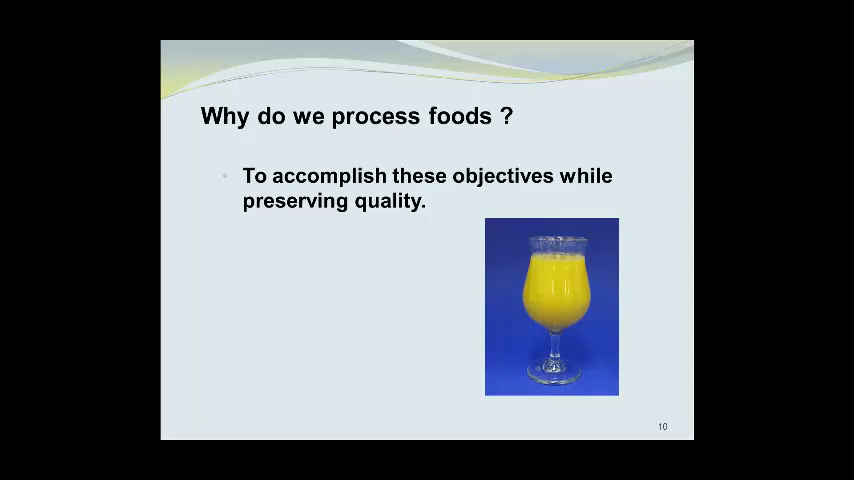 Why do we process foods ?
• To accomplish these objectives while
preserving quality.
10